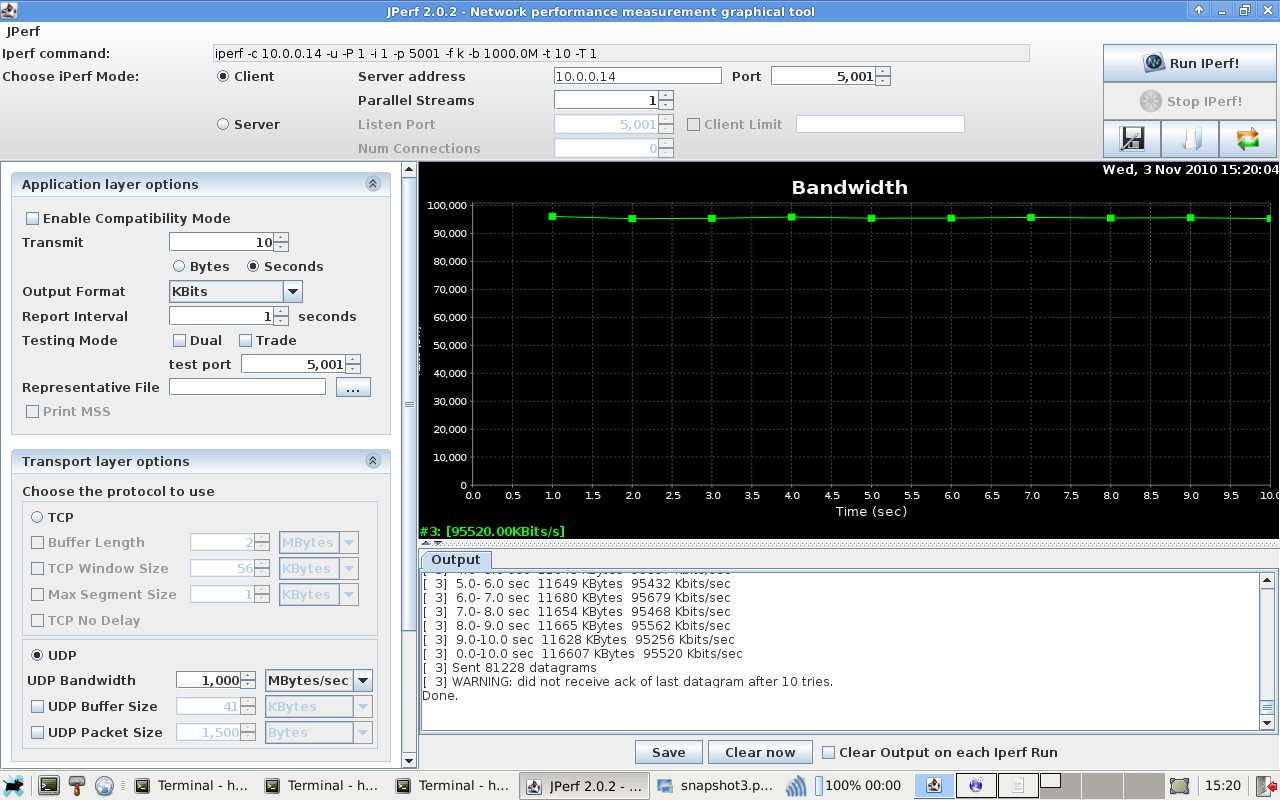 JPerf 2.0.2 - Network performance measurement graphical tool
JPerf
Iperf command: iperf -c 10.0.0.14 -u -P 1 -i 1 -p 5001 -f k -b 1000.0M -t 10 -T 1
Choose iPerf Mode: Client Server address 10.0.0.14 Port 5,001
Parallel Streams 1
Server Listen Port 5,001 Client Limit
Num Connections 0
Run IPerf!
Stop IPerf!
Application layer options
Enable Compatibility Mode
Transmit 10
Bytes Seconds
Output Format KBits
Report Interval 1 seconds
Testing Mode Dual Trade
test port 5,001
Representative File ...
Print MSS
Transport layer options
Choose the protocol to use
TCP
Buffer Length 2 MBytes
TCP Window Size 56 KBytes
Max Segment Size 1 KBytes
TCP No Delay
UDP
UDP Bandwidth 1,000 MBytes/sec
UDP Buffer Size 41 KBytes
UDP Packet Size 1,500 Bytes
Wed, 3 Nov 2010 15:20:04
Bandwidth
100,000
90,000
80,000
70,000
60,000
50,000
40,000
30,000
20,000
10,000
0
0.0 0.5 1.0 1.5 2.0 2.5 3.0 3.5 4.0 4.5 5.0 5.5 6.0 6.5 7.0 7.5 8.0 8.5 9.0 9.5 10.0
Time (sec)
#3: [95520.00KBits/s]
Output
[ 3] 5.0- 6.0 sec 11649 KBytes 95432 Kbits/sec
[ 3] 6.0- 7.0 sec 11680 KBytes 95679 Kbits/sec
[ 3] 7.0- 8.0 sec 11654 KBytes 95468 Kbits/sec
[ 3] 8.0- 9.0 sec 11665 KBytes 95562 Kbits/sec
[ 3] 9.0-10.0 sec 11628 KBytes 95256 Kbits/sec
[ 3] 0.0-10.0 sec 116607 KBytes 95520 Kbits/sec
[ 3] Sent 81228 datagrams
[ 3] WARNING: did not receive ack of last datagram after 10 tries.
Done.
Save Clear now Clear Output on each Iperf Run
Terminal - h... Terminal - h... Terminal - h... JPerf 2.0.2 - ... snapshot3.p... 100% 00:00 15:20